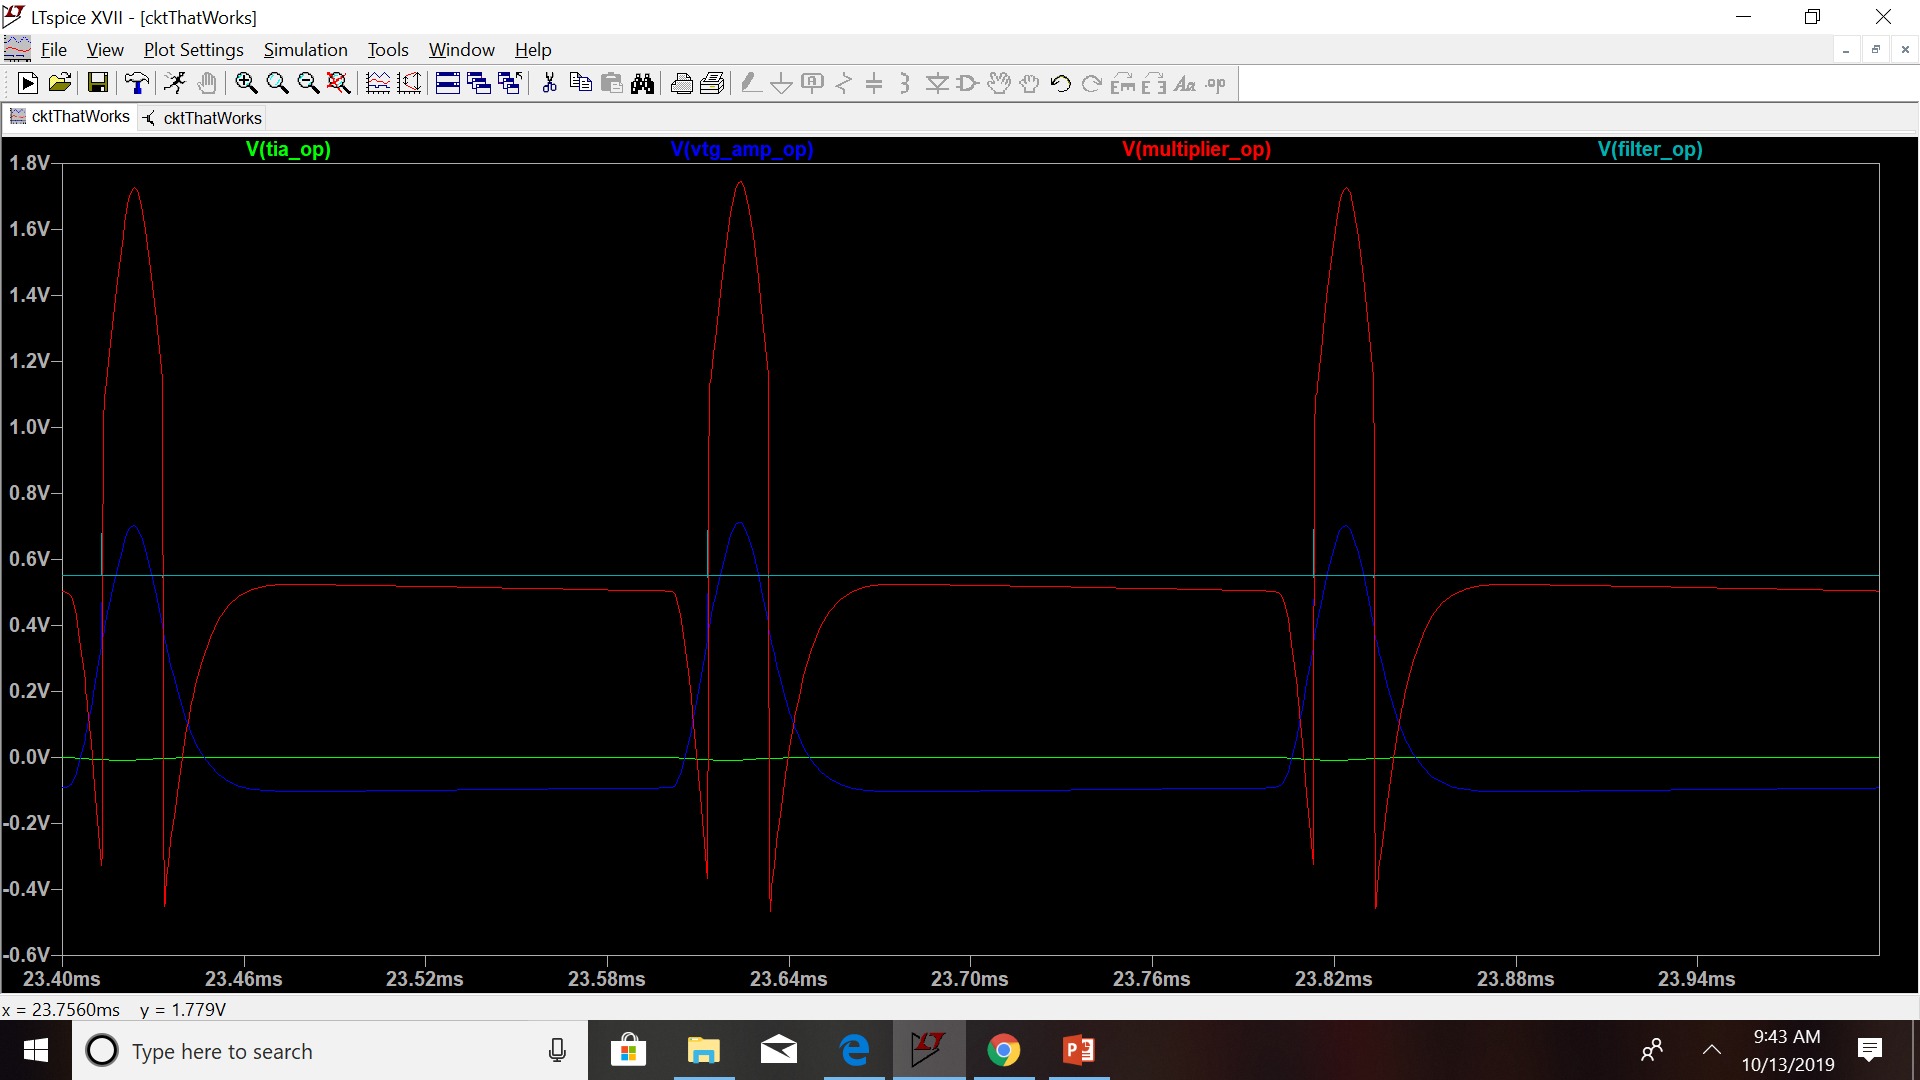 LTspice XVII - [cktThatWorks]
File View Plot Settings Simulation Tools Window Help
cktThatWorks cktThatWorks
V(tia_op) V(vtg_amp_op) V(multiplier_op) V(filter_op)
1.8V
1.6V
1.4V
1.2V
1.0V
0.8V
0.6V
0.4V
0.2V
0.0V
-0.2V
-0.4V
-0.6V
23.40ms 23.46ms 23.52ms 23.58ms 23.64ms 23.70ms 23.76ms 23.82ms 23.88ms 23.94ms
x = 23.7560ms y = 1.779V
Type here to search
9:43 AM
10/13/2019